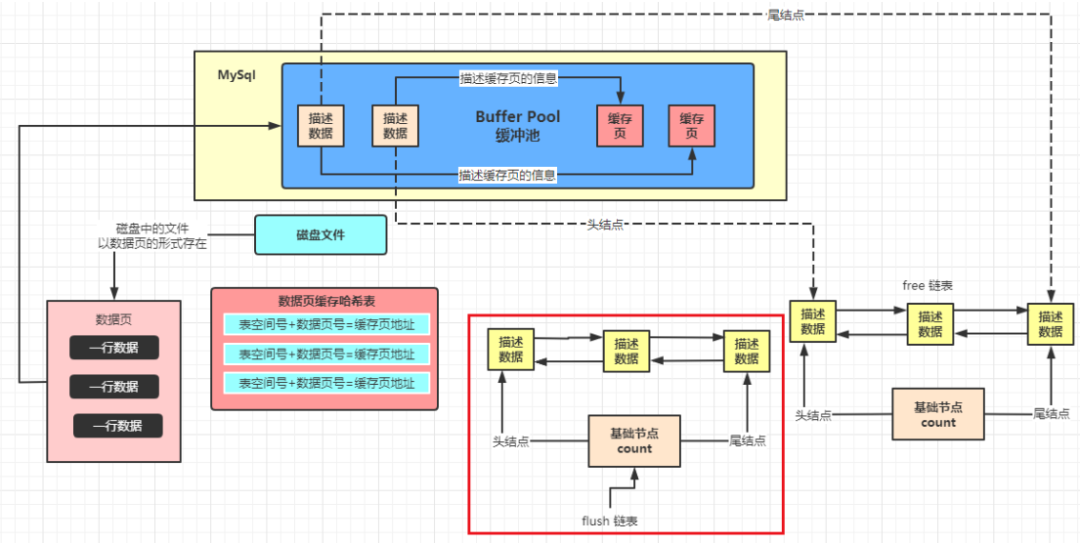 尾结点
MySql
描述缓存页的信息
描述
数据
描述
数据
Buffer Pool
缓冲池
缓存
页
缓存
页
描述缓存页的信息
磁盘中的文件
以数据页的形式存在
磁盘文件
头结点
数据页
一行数据
一行数据
一行数据
数据页缓存哈希表
表空间号+数据页号=缓存页地址
表空间号+数据页号=缓存页地址
表空间号+数据页号=缓存页地址
free 链表
描述
数据
描述
数据
描述
数据
头结点
基础节点
count
尾结点
描述
数据
描述
数据
描述
数据
头结点
基础节点
count
尾结点
flush 链表